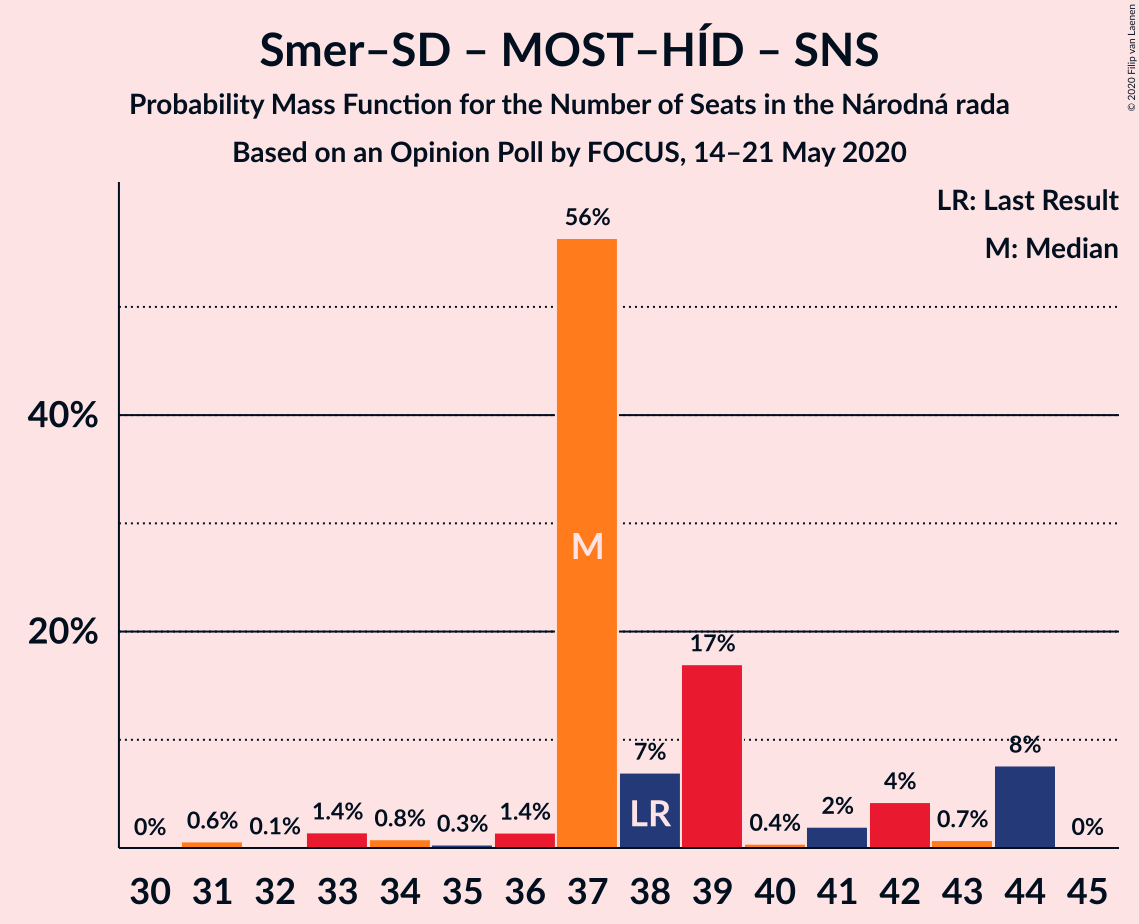 Smer–SD – MOST–HÍD – SNS
Probability Mass Function for the Number of Seats in the Národná rada
Based on an Opinion Poll by FOCUS, 14–21 May 2020
© 2020 Filip van Laenen
LR: Last Result
M: Median
40%
20%
0%
0.6%
0.1%
1.4%
0.8%
0.3%
1.4%
56%
7%
17%
0.4%
2%
4%
0.7%
8%
0%
M
LR
30 31 32 33 34 35 36 37 38 39 40 41 42 43 44 45